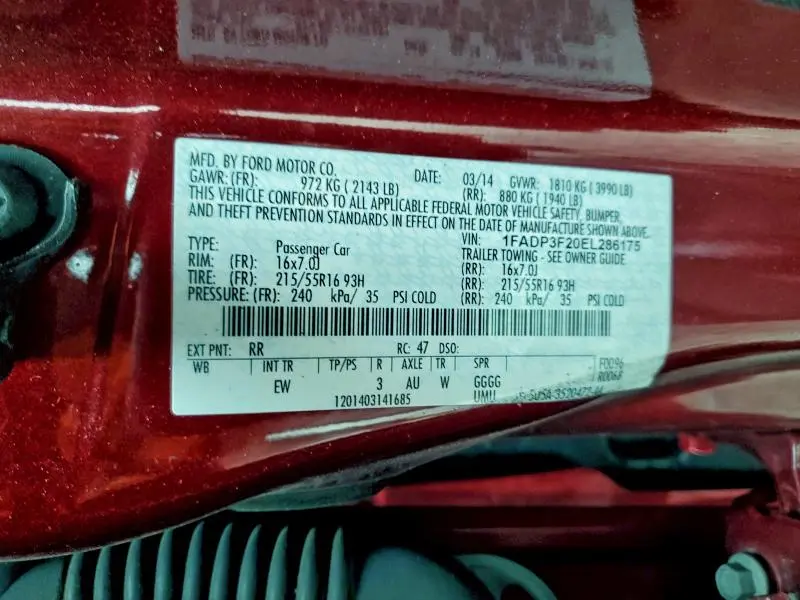 MFD. BY FORD MOTOR CO. DATE: 03/14 GVWR: 1810 KG ( 3990 LB)
GAWR: (FR): 972 KG ( 2143 LB) (RR): 880 KG ( 1940 LB)
THIS VEHICLE CONFORMS TO ALL APPLICABLE FEDERAL MOTOR VEHICLE SAFETY, BUMPER,
AND THEFT PREVENTION STANDARDS IN EFFECT ON THE DATE OF MANUFACTURE SHOWN ABOVE.
VIN: 1FADP3F20EL286175
TYPE: Passenger Car TRAILER TOWING - SEE OWNER GUIDE
RIM: (FR): 16x7.0J (RR): 16x7.0J
TIRE: (FR): 215/55R16 93H (RR): 215/55R16 93H
PRESSURE: (FR): 240 kPa/ 35 PSI COLD (RR): 240 kPa/ 35 PSI COLD
EXT PNT: RR RC: 47 DSO:
WB INT TR TP/PS R AXLE TR SPR F0096
EW 3 AU W GGGG R0068
1201403141685 UMU